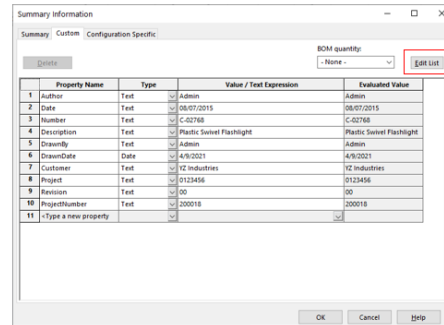 Summary Information
Summary Custom Configuration Specific
BOM quantity:
Delete - None - Edit List
Property Name Type Value / Text Expression Evaluated Value
1 Author Text Admin Admin
2 Date Text 08/07/2015 08/07/2015
3 Number Text C-02768 C-02768
4 Description Text Plastic Swivel Flashlight Plastic Swivel Flashlight
5 DrawnBy Text Admin Admin
6 DrawnDate Date 4/9/2021 4/9/2021
7 Customer Text YZ Industries YZ Industries
8 Project Text 0123456 0123456
9 Revision Text 00 00
10 ProjectNumber Text 200018 200018
11 <Type a new property
OK Cancel Help